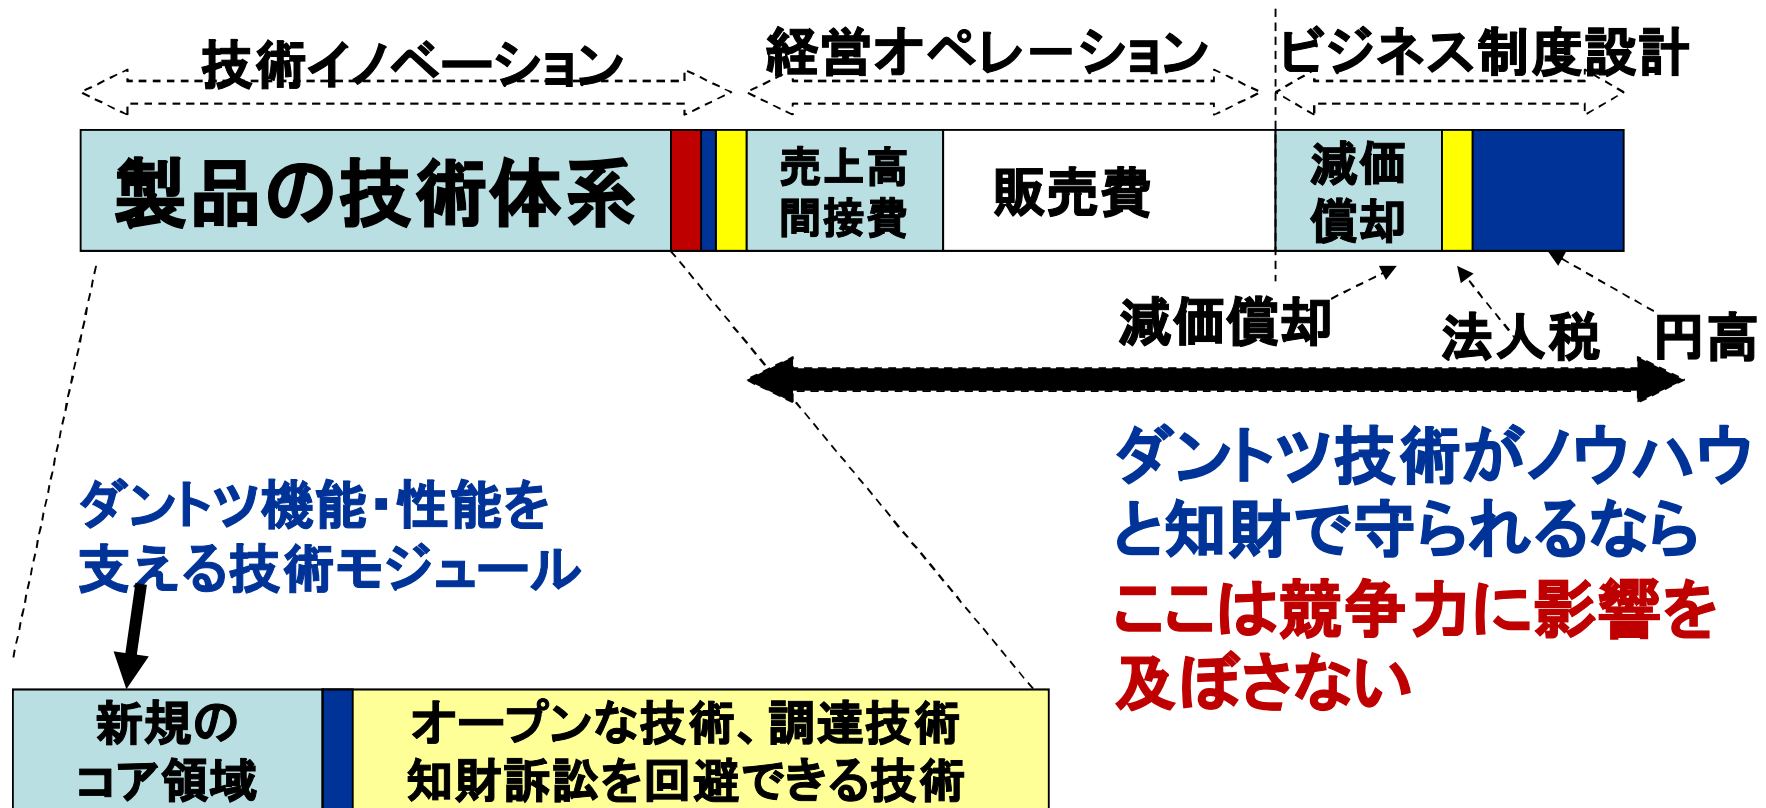 技術イノベーション
経営オペレーション
ビジネス制度設計
製品の技術体系
売上高
間接費
販売費
減価
償却
減価償却
法人税
円高
ダントツ技術がノウハウ
と知財で守られるなら
ここは競争力に影響を
及ぼさない
ダントツ機能・性能を
支える技術モジュール
新規の
コア領域
オープンな技術、調達技術
知財訴訟を回避できる技術